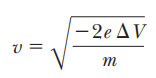 v = √(−2e ΔV / m)